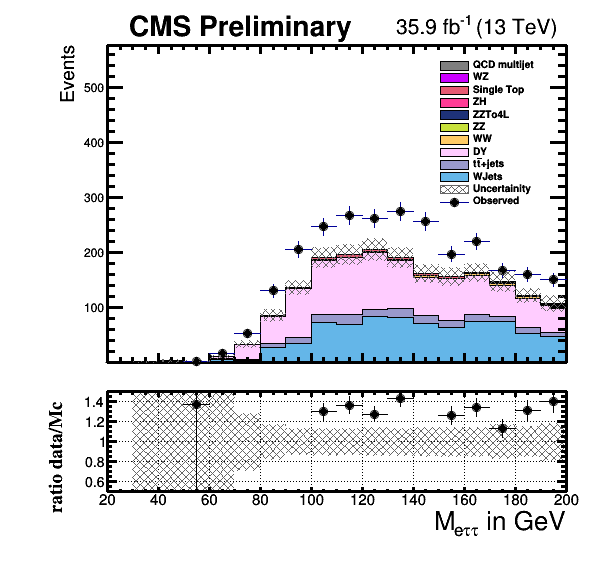 CMS Preliminary 35.9 fb⁻¹ (13 TeV)
Events
500
400
300
200
100
QCD multijet
WZ
Single Top
ZH
ZZTo4L
ZZ
WW
DY
tt̄+jets
WJets
Uncertainity
Observed
ratio data/Mc
1.4
1.2
1
0.8
0.6
20 40 60 80 100 120 140 160 180 200
M_eττ in GeV